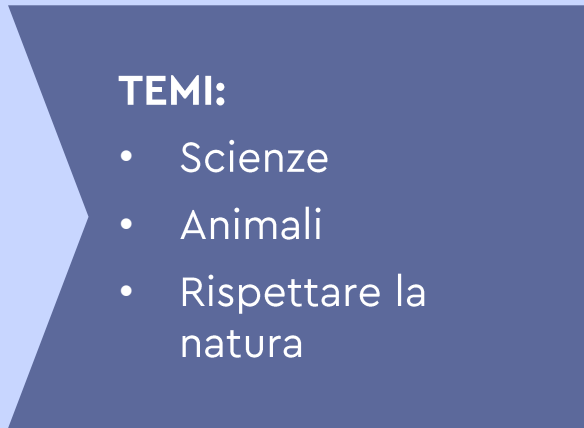 TEMI:
• Scienze
• Animali
• Rispettare la
natura